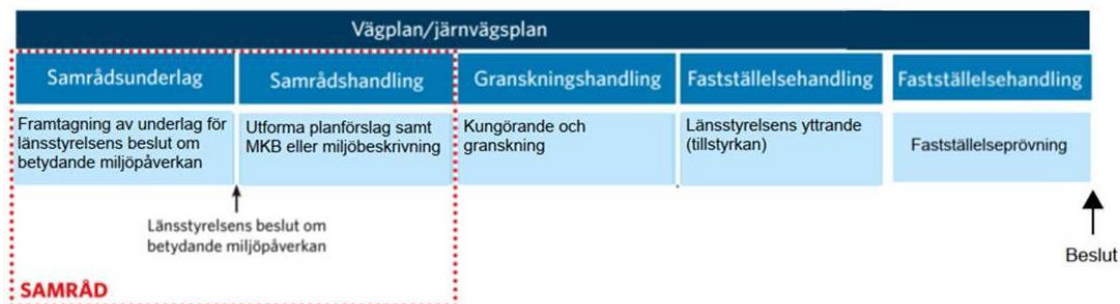 Vägplan/järnvägsplan
Samrådsunderlag
Samrådshandling
Granskningshandling
Fastställelsehandling
Fastställelsehandling
Framtagning av underlag för
länsstyrelsens beslut om
betydande miljöpåverkan
Utforma planförslag samt
MKB eller miljöbeskrivning
Kungörande och
granskning
Länsstyrelsens yttrande
(tillstyrkan)
Fastställelseprövning
Länsstyrelsens beslut om
betydande miljöpåverkan
Beslut
SAMRÅD